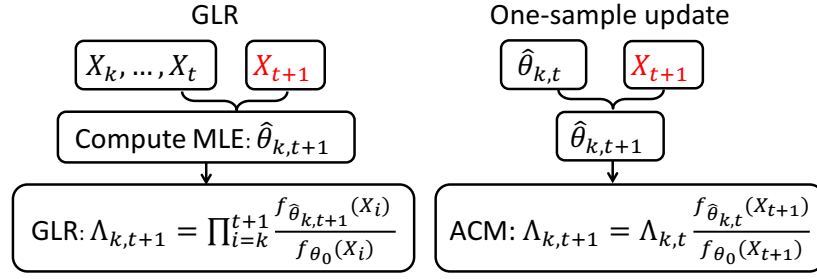 GLR
X_k, …, X_t
X_{t+1}
Compute MLE: θ̂_{k,t+1}
GLR: Λ_{k,t+1} = ∏_{i=k}^{t+1} f_{θ̂_{k,t+1}}(X_i) / f_{θ_0}(X_i)
One-sample update
θ̂_{k,t}
X_{t+1}
θ̂_{k,t+1}
ACM: Λ_{k,t+1} = Λ_{k,t} f_{θ̂_{k,t}}(X_{t+1}) / f_{θ_0}(X_{t+1})